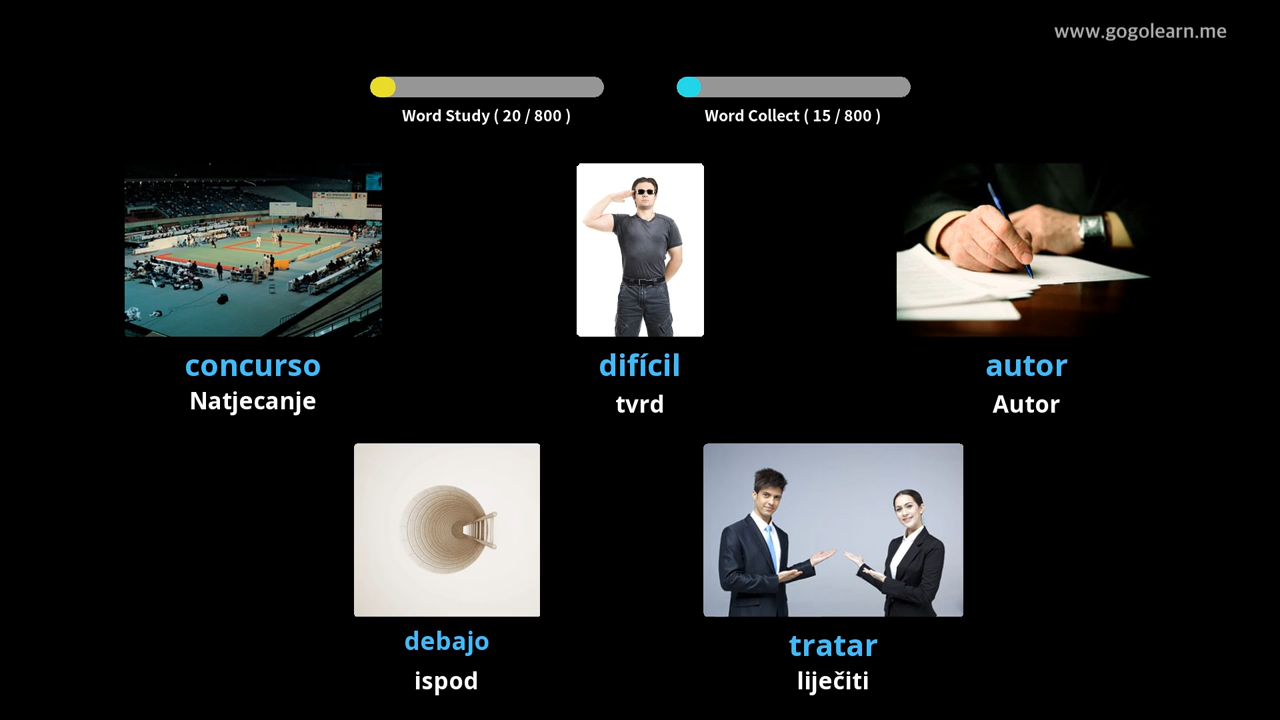 www.gogolearn.me
Word Study ( 20 / 800 )
Word Collect ( 15 / 800 )
concurso
Natjecanje
difícil
tvrd
autor
Autor
debajo
ispod
tratar
liječiti